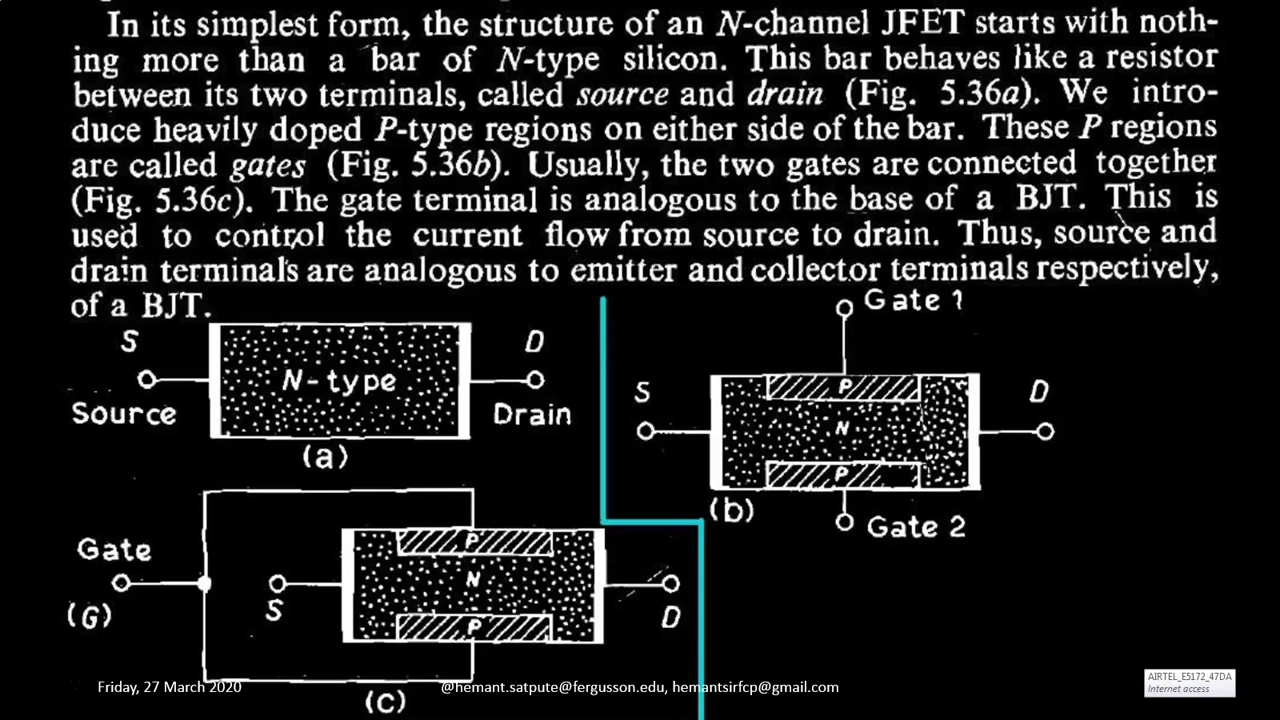 In its simplest form, the structure of an N-channel JFET starts with noth-
ing more than a bar of N-type silicon. This bar behaves like a resistor
between its two terminals, called source and drain (Fig. 5.36a). We intro-
duce heavily doped P-type regions on either side of the bar. These P regions
are called gates (Fig. 5.36b). Usually, the two gates are connected together
(Fig. 5.36c). The gate terminal is analogous to the base of a BJT. This is
used to control the current flow from source to drain. Thus, source and
drain terminals are analogous to emitter and collector terminals respectively,
of a BJT.
S
D
N-type
Source
Drain
(a)
Gate 1
P
S
D
N
P
(b)
Gate 2
Gate
(G)
P
S
N
D
P
(c)
Friday, 27 March 2020
@hemant.satpute@fergusson.edu, hemantsirfcp@gmail.com
AIRTEL_E5172_47DA
Internet access